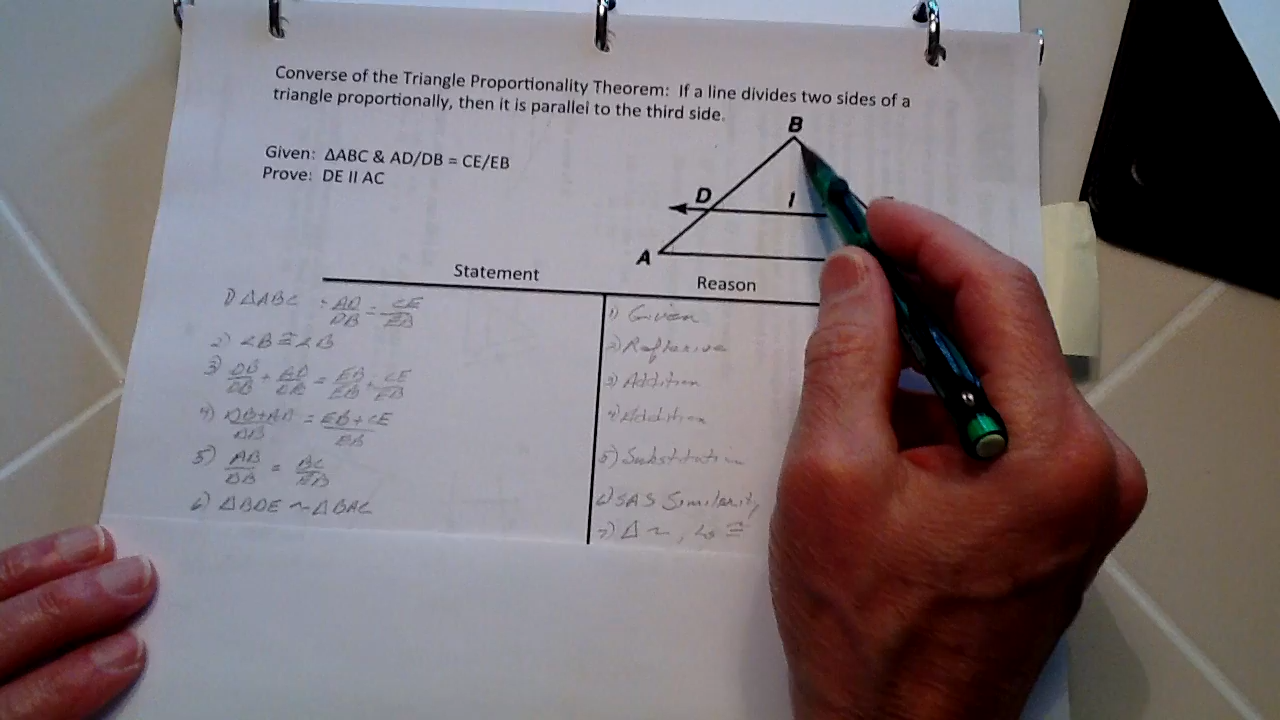 Converse of the Triangle Proportionality Theorem: If a line divides two sides of a
triangle proportionally, then it is parallel to the third side.
B
Given: ΔABC & AD/DB = CE/EB
Prove: DE II AC
D
l
A
Statement
Reason
1) ΔABC = AD/DB = CE/EB
1) Given
2) ∠B ≅ ∠B
2) Reflexive
3) DB/DB + AD/DB = EB/EB + CE/EB
3) Addition
4) DB+AD/DB = EB+CE/EB
4) Addition
5) AB/DB = BC/EB
5) Substitution
6) ΔBDE ~ ΔBAC
6) SAS Similarity
7) Δ ~, ∠s ≅